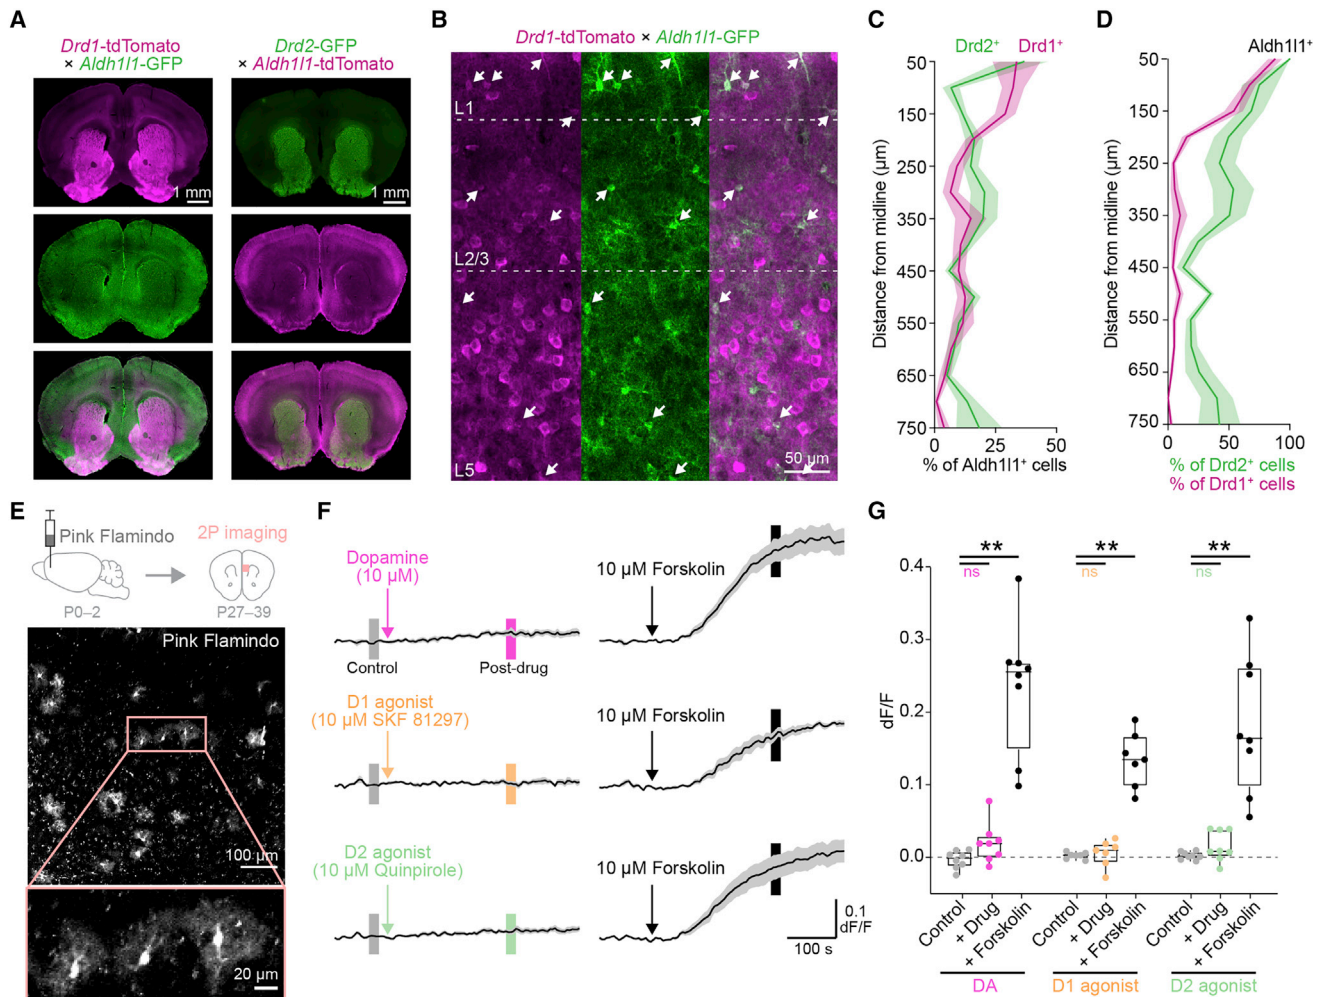 A
Drd1-tdTomato
× Aldh1l1-GFP
Drd2-GFP
× Aldh1l1-tdTomato
1 mm
1 mm
B
Drd1-tdTomato × Aldh1l1-GFP
L1
L2/3
L5
50 µm
C
Drd2⁺ Drd1⁺
Distance from midline (µm)
50
150
250
350
450
550
650
750
0 25 50
% of Aldh1l1⁺ cells
D
Aldh1l1⁺
Distance from midline (µm)
50
150
250
350
450
550
650
750
0 50 100
% of Drd2⁺ cells
% of Drd1⁺ cells
E
Pink Flamindo
2P imaging
P0–2
P27–39
Pink Flamindo
100 µm
20 µm
F
Dopamine
(10 µM)
10 µM Forskolin
Control
Post-drug
D1 agonist
(10 µM SKF 81297)
10 µM Forskolin
D2 agonist
(10 µM Quinpirole)
10 µM Forskolin
0.1
dF/F
100 s
G
** ** **
ns ns ns
dF/F
0.4
0.3
0.2
0.1
0.0
Control
+ Drug
+ Forskolin
Control
+ Drug
+ Forskolin
Control
+ Drug
+ Forskolin
DA
D1 agonist
D2 agonist